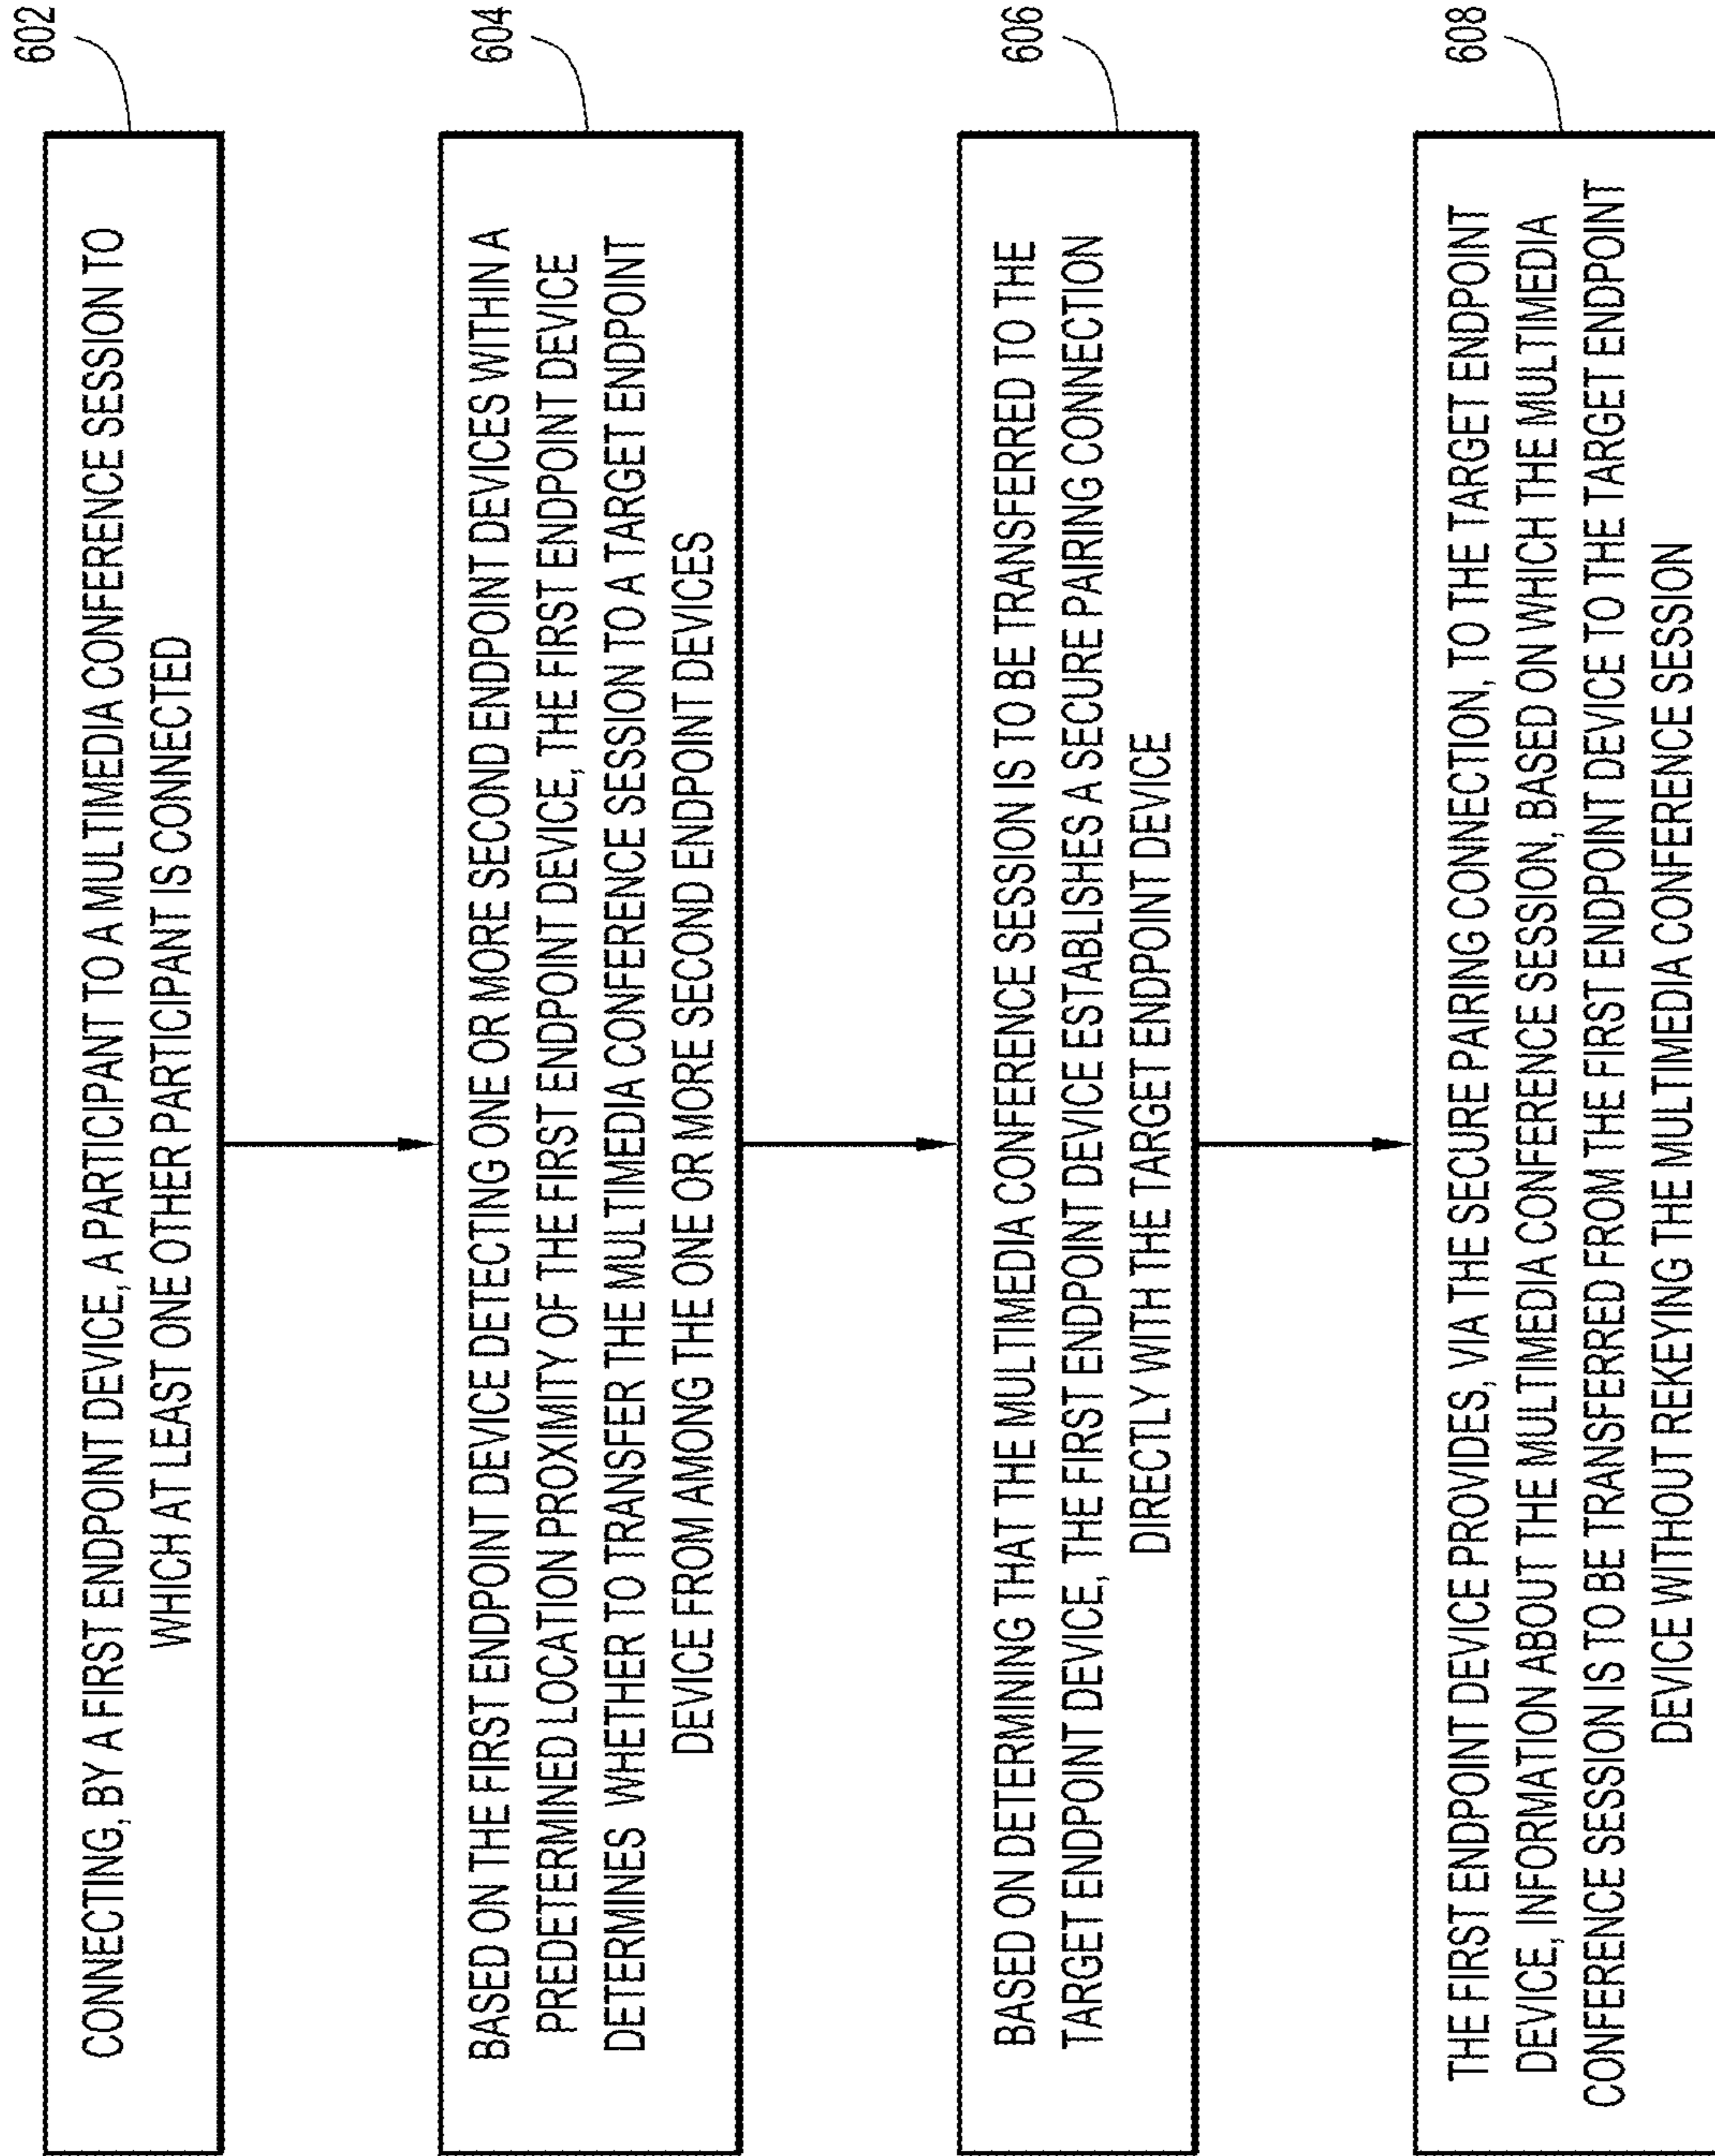 602
CONNECTING, BY A FIRST ENDPOINT DEVICE, A PARTICIPANT TO A MULTIMEDIA CONFERENCE SESSION TO
WHICH AT LEAST ONE OTHER PARTICIPANT IS CONNECTED
604
BASED ON THE FIRST ENDPOINT DEVICE DETECTING ONE OR MORE SECOND ENDPOINT DEVICES WITHIN A
PREDETERMINED LOCATION PROXIMITY OF THE FIRST ENDPOINT DEVICE, THE FIRST ENDPOINT DEVICE
DETERMINES WHETHER TO TRANSFER THE MULTIMEDIA CONFERENCE SESSION TO A TARGET ENDPOINT
DEVICE FROM AMONG THE ONE OR MORE SECOND ENDPOINT DEVICES
606
BASED ON DETERMINING THAT THE MULTIMEDIA CONFERENCE SESSION IS TO BE TRANSFERRED TO THE
TARGET ENDPOINT DEVICE, THE FIRST ENDPOINT DEVICE ESTABLISHES A SECURE PAIRING CONNECTION
DIRECTLY WITH THE TARGET ENDPOINT DEVICE
608
THE FIRST ENDPOINT DEVICE PROVIDES, VIA THE SECURE PAIRING CONNECTION, TO THE TARGET ENDPOINT
DEVICE, INFORMATION ABOUT THE MULTIMEDIA CONFERENCE SESSION, BASED ON WHICH THE MULTIMEDIA
CONFERENCE SESSION IS TO BE TRANSFERRED FROM THE FIRST ENDPOINT DEVICE TO THE TARGET ENDPOINT
DEVICE WITHOUT REKEYING THE MULTIMEDIA CONFERENCE SESSION